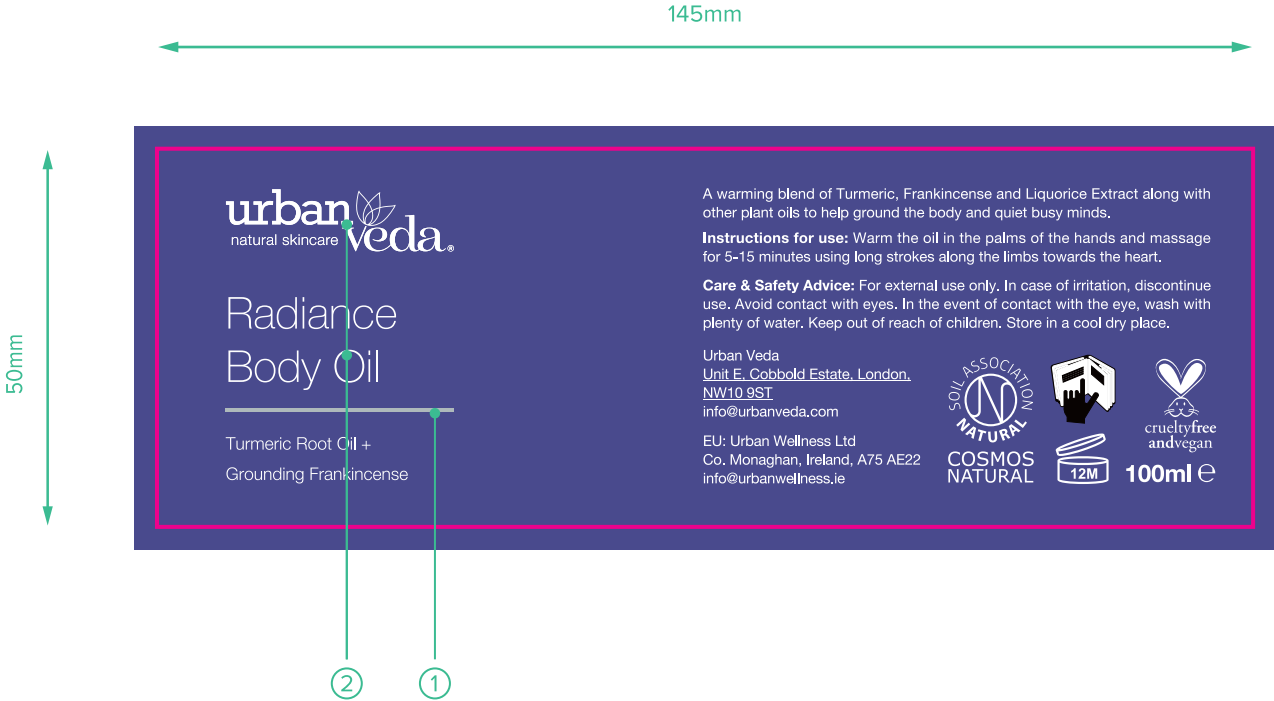 145mm
50mm
urban
natural skincare veda®
Radiance
Body Oil
Turmeric Root Oil +
Grounding Frankincense
A warming blend of Turmeric, Frankincense and Liquorice Extract along with
other plant oils to help ground the body and quiet busy minds.
Instructions for use: Warm the oil in the palms of the hands and massage
for 5-15 minutes using long strokes along the limbs towards the heart.
Care & Safety Advice: For external use only. In case of irritation, discontinue
use. Avoid contact with eyes. In the event of contact with the eye, wash with
plenty of water. Keep out of reach of children. Store in a cool dry place.
Urban Veda
Unit E, Cobbold Estate, London,
NW10 9ST
info@urbanveda.com
EU: Urban Wellness Ltd
Co. Monaghan, Ireland, A75 AE22
info@urbanwellness.ie
SOIL ASSOCIATION
N
NATURAL
COSMOS
NATURAL
12M
crueltyfree
andvegan
100ml ℮
2
1